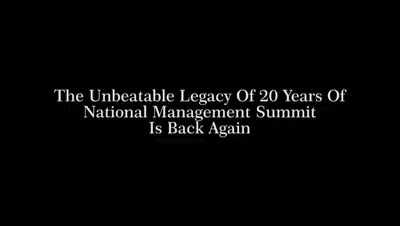 The Unbeatable Legacy Of 20 Years Of
National Management Summit
Is Back Again